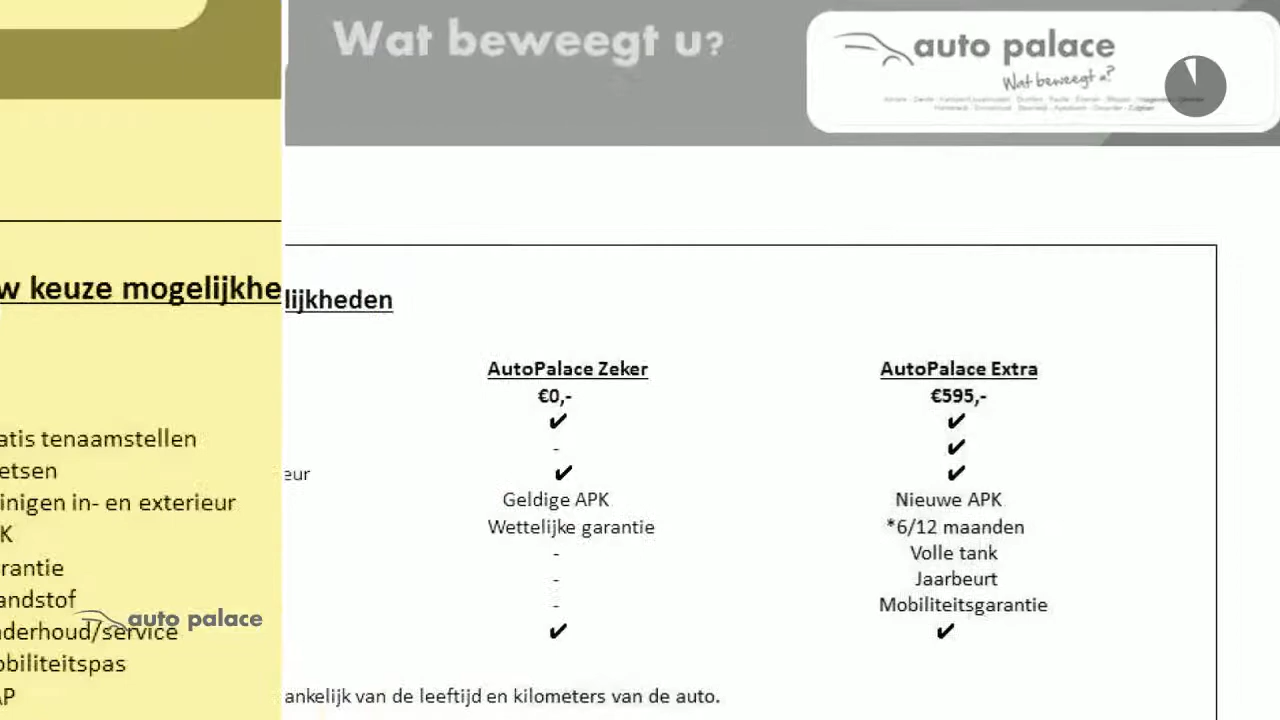 Wat beweegt u?
auto palace
Wat beweegt u?
w keuze mogelijkhe
lijkheden
AutoPalace Zeker
AutoPalace Extra
€0,-
€595,-
✔
✔
atis tenaamstellen
-
✔
etsen
eur
✔
✔
inigen in- en exterieur
Geldige APK
Nieuwe APK
K
Wettelijke garantie
*6/12 maanden
rantie
-
Volle tank
andstof
-
Jaarbeurt
auto palace
derhoud/service
-
Mobiliteitsgarantie
✔
✔
obiliteitspas
AP
ankelijk van de leeftijd en kilometers van de auto.